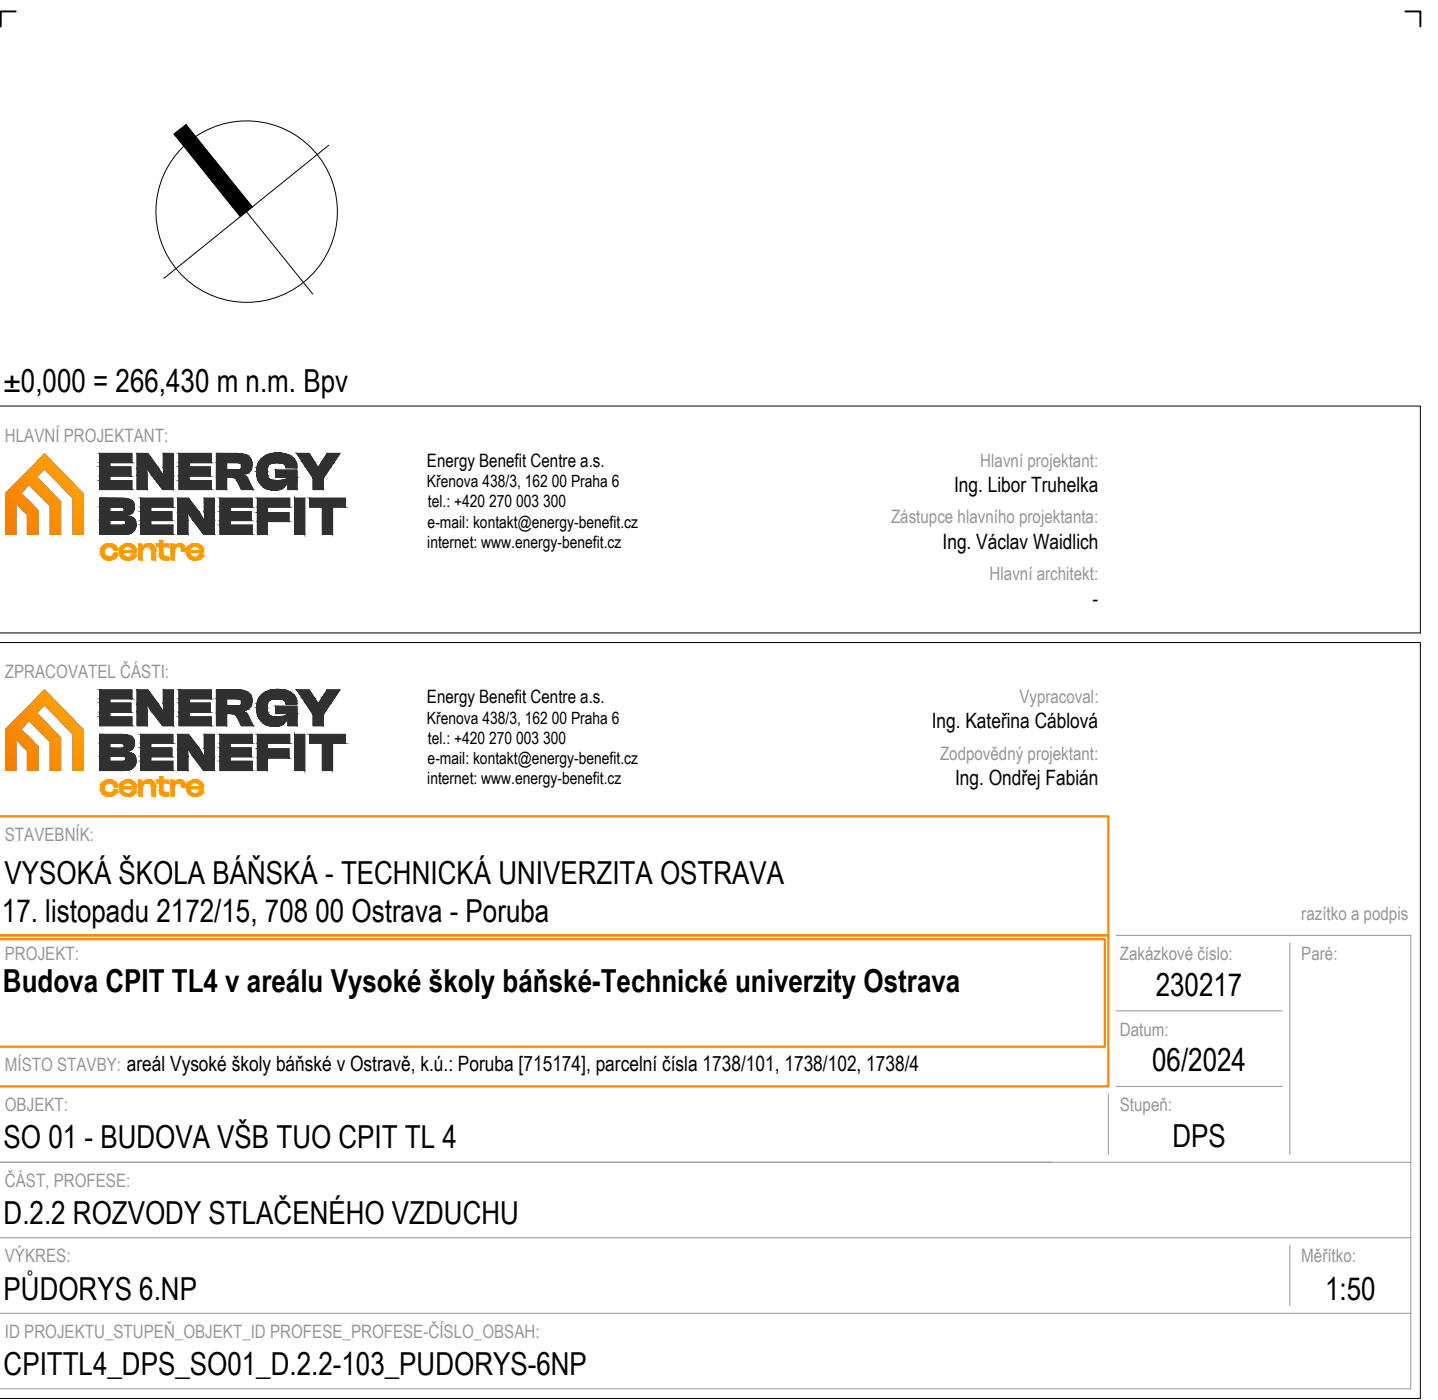 ±0,000 = 266,430 m n.m. Bpv
HLAVNÍ PROJEKTANT:
ENERGY
BENEFIT
centre
Energy Benefit Centre a.s.
Křenova 438/3, 162 00 Praha 6
tel.: +420 270 003 300
e-mail: kontakt@energy-benefit.cz
internet: www.energy-benefit.cz
Hlavní projektant:
Ing. Libor Truhelka
Zástupce hlavního projektanta:
Ing. Václav Waidlich
Hlavní architekt:
-
ZPRACOVATEL ČÁSTI:
ENERGY
BENEFIT
centre
Energy Benefit Centre a.s.
Křenova 438/3, 162 00 Praha 6
tel.: +420 270 003 300
e-mail: kontakt@energy-benefit.cz
internet: www.energy-benefit.cz
Vypracoval:
Ing. Kateřina Cáblová
Zodpovědný projektant:
Ing. Ondřej Fabián
STAVEBNÍK:
VYSOKÁ ŠKOLA BÁŇSKÁ - TECHNICKÁ UNIVERZITA OSTRAVA
17. listopadu 2172/15, 708 00 Ostrava - Poruba
razítko a podpis
PROJEKT:
Budova CPIT TL4 v areálu Vysoké školy báňské-Technické univerzity Ostrava
Zakázkové číslo:
230217
Paré:
Datum:
06/2024
MÍSTO STAVBY: areál Vysoké školy báňské v Ostravě, k.ú.: Poruba [715174], parcelní čísla 1738/101, 1738/102, 1738/4
OBJEKT:
SO 01 - BUDOVA VŠB TUO CPIT TL 4
Stupeň:
DPS
ČÁST, PROFESE:
D.2.2 ROZVODY STLAČENÉHO VZDUCHU
VÝKRES:
PŮDORYS 6.NP
Měřítko:
1:50
ID PROJEKTU_STUPEŇ_OBJEKT_ID PROFESE_PROFESE-ČÍSLO_OBSAH:
CPITTL4_DPS_SO01_D.2.2-103_PUDORYS-6NP